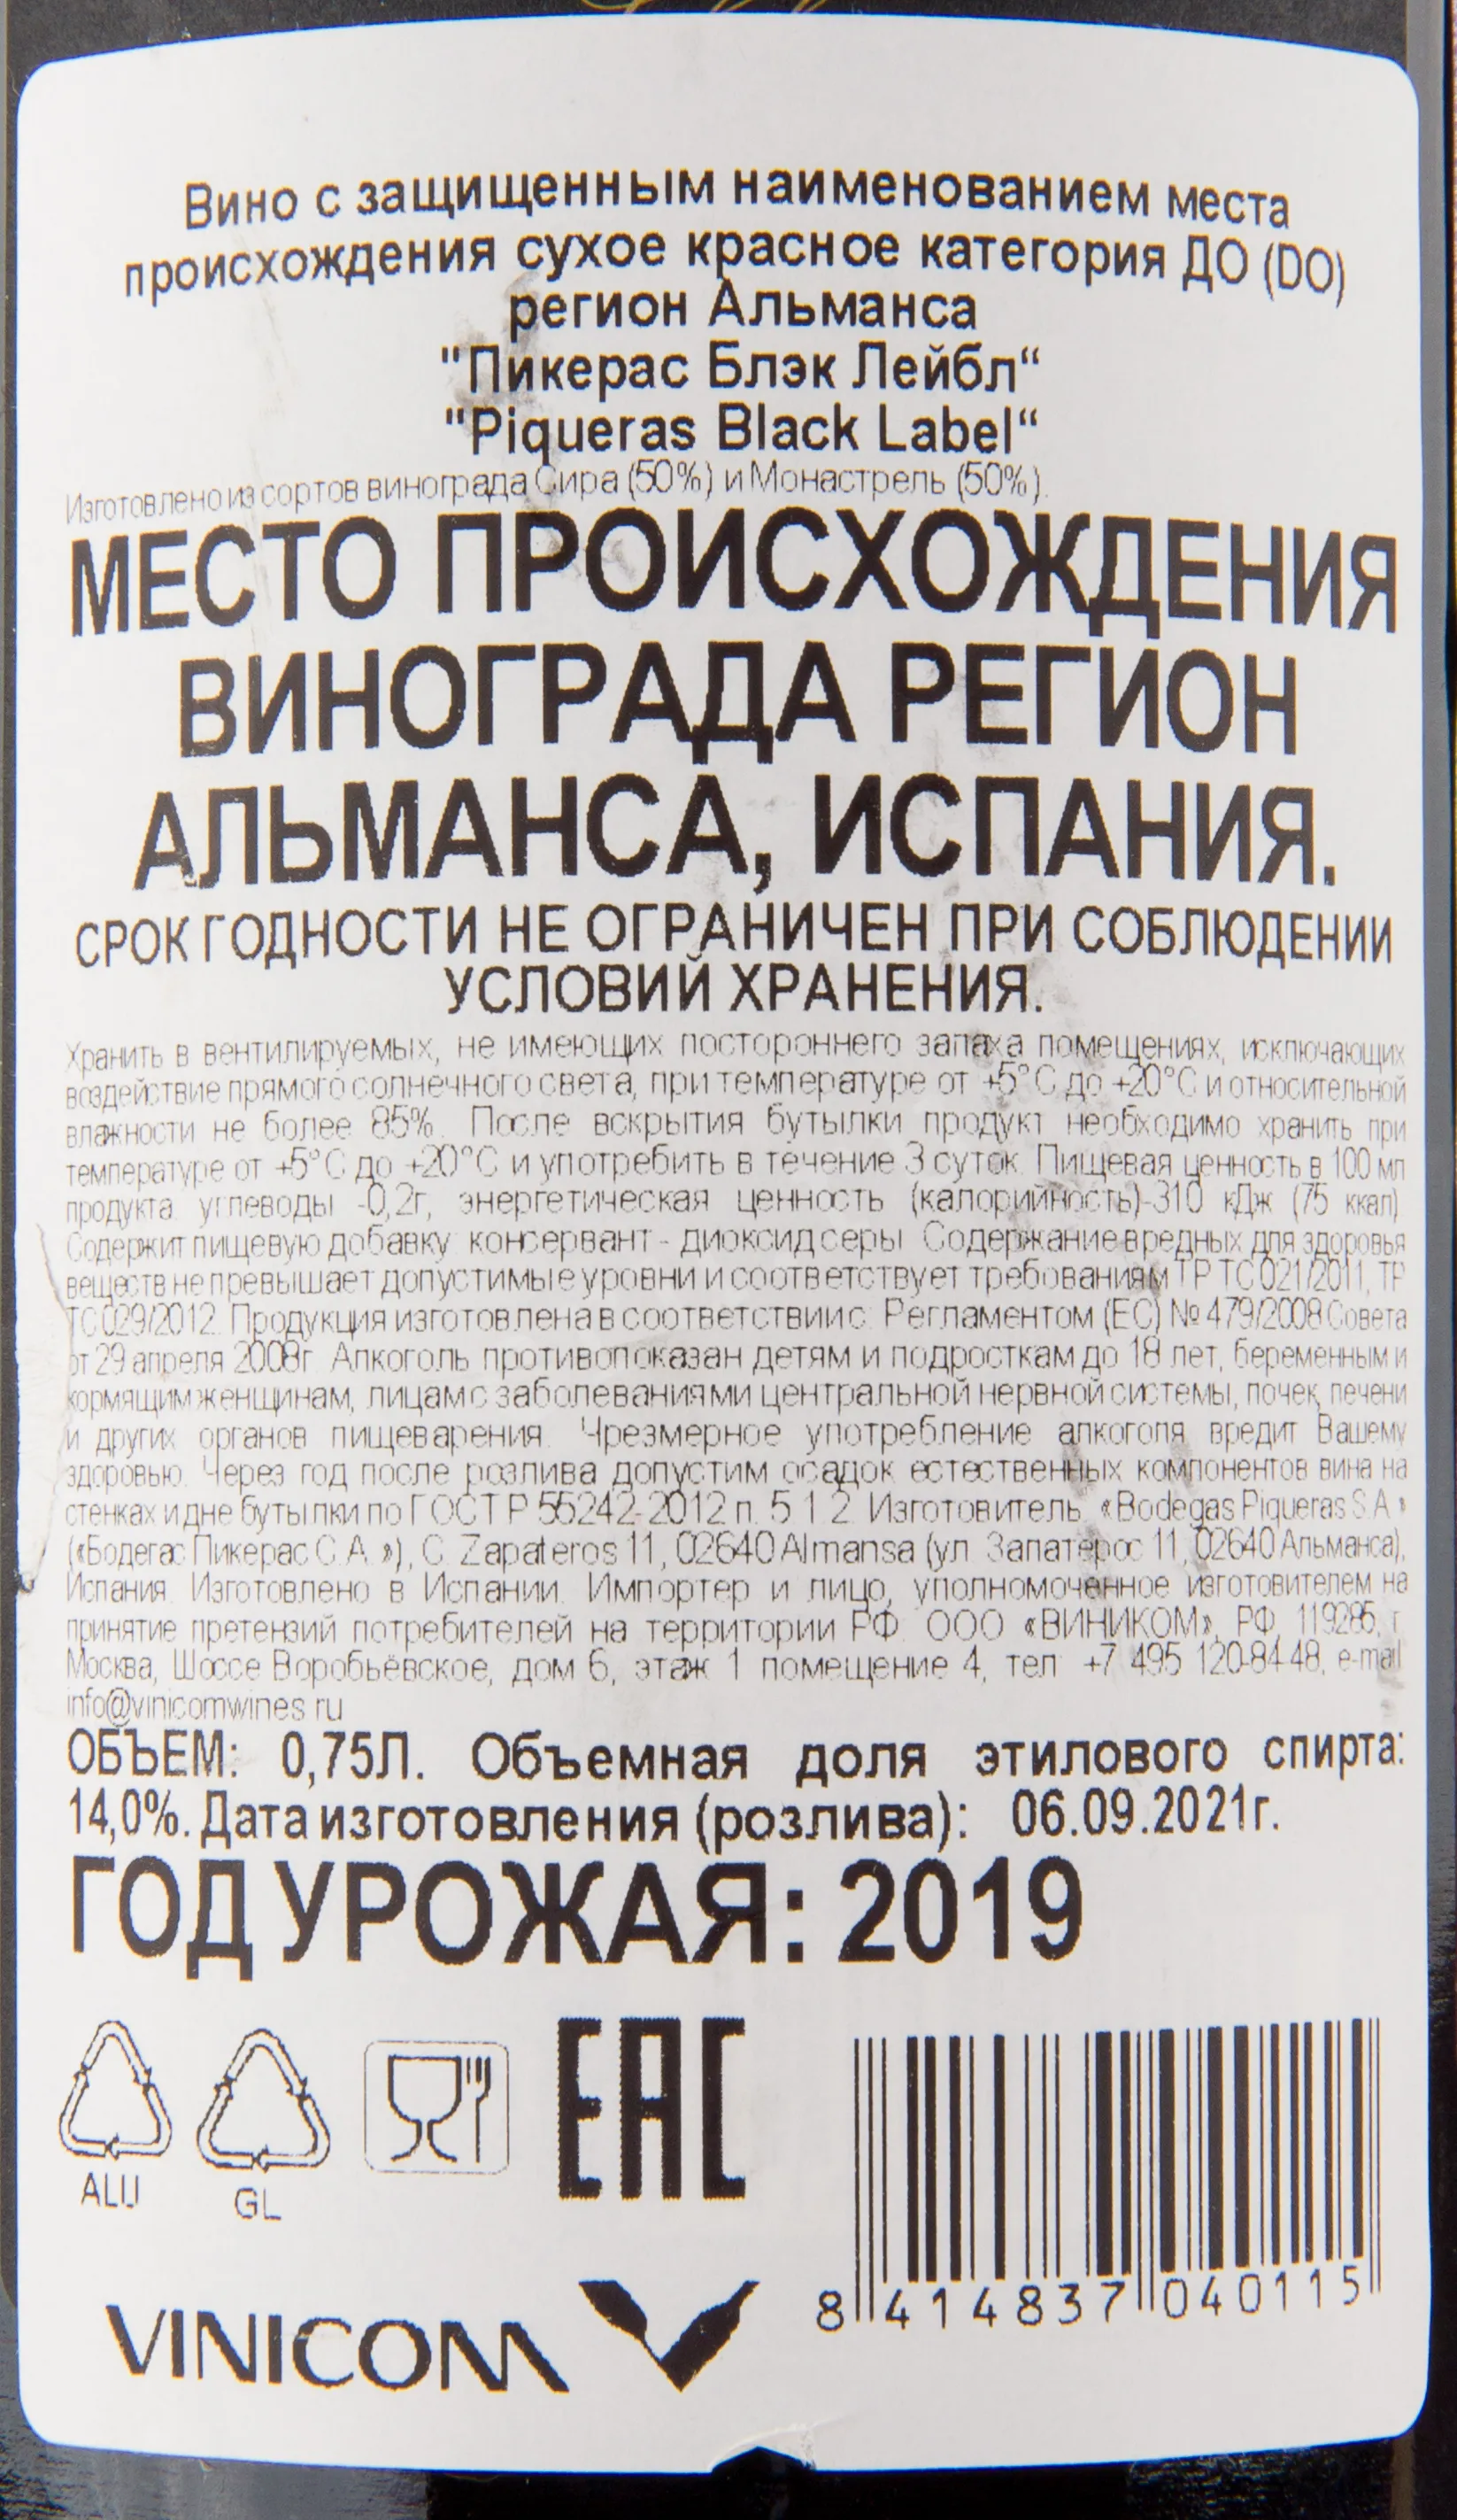 Вино с защищенным наименованием места
происхождения сухое красное категория ДО (DO)
регион Альманса
"Пикерас Блэк Лейбл“
"Piqueras Black Label“
Изготовлено из сортов винограда Сира (50%) и Монастрель (50%).
МЕСТО ПРОИСХОЖДЕНИЯ
ВИНОГРАДА РЕГИОН
АЛЬМАНСА, ИСПАНИЯ.
СРОК ГОДНОСТИ НЕ ОГРАНИЧЕН ПРИ СОБЛЮДЕНИИ
УСЛОВИЙ ХРАНЕНИЯ.
Хранить в вентилируемых, не имеющих постороннего запаха помещениях, исключающих
воздействие прямого солнечного света, при температуре от +5°С до +20°С и относительной
влажности не более 85%. После вскрытия бутылки продукт необходимо хранить при
температуре от +5°С до +20°С и употребить в течение 3 суток. Пищевая ценность в 100 мл
продукта: углеводы -0,2г, энергетическая ценность (калорийность)-310 кДж (75 ккал).
Содержит пищевую добавку: консервант - диоксид серы. Содержание вредных для здоровья
веществ не превышает допустимые уровни и соответствует требованиям ТР ТС 021/2011, ТР
ТС 029/2012. Продукция изготовлена в соответствии с: Регламентом (ЕС) № 479/2008 Совета
от 29 апреля 2008г. Алкоголь противопоказан детям и подросткам до 18 лет, беременным и
кормящим женщинам, лицам с заболеваниями центральной нервной системы, почек, печени
и других органов пищеварения. Чрезмерное употребление алкоголя вредит Вашему
здоровью. Через год после розлива допустим осадок естественных компонентов вина на
стенках и дне бутылки по ГОСТ Р 55242-2012 п. 5.1.2. Изготовитель: «Bodegas Piqueras S.A.»
(«Бодегас Пикерас С.А.»), C. Zapateros 11, 02640 Almansa (ул. Запатерос 11, 02640 Альманса),
Испания. Изготовлено в Испании. Импортер и лицо, уполномоченное изготовителем на
принятие претензий потребителей на территории РФ: ООО «ВИНИКОМ», РФ, 119285, г.
Москва, Шоссе Воробьёвское, дом 6, этаж 1 помещение 4, тел: +7 495 120-84-48, e-mail:
info@vinicomwines.ru
ОБЪЕМ: 0,75Л. Объемная доля этилового спирта:
14,0%. Дата изготовления (розлива): 06.09.2021г.
ГОД УРОЖАЯ: 2019
EAC
ALU
GL
8 414837 040115
VINICOM